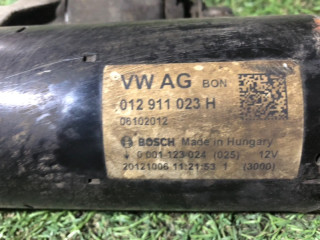 VW AG BON
012 911 023 H
06102012
BOSCH Made in Hungary
0 001 123 024 (025) 12V
20121006 11:21:53 1 (3000)